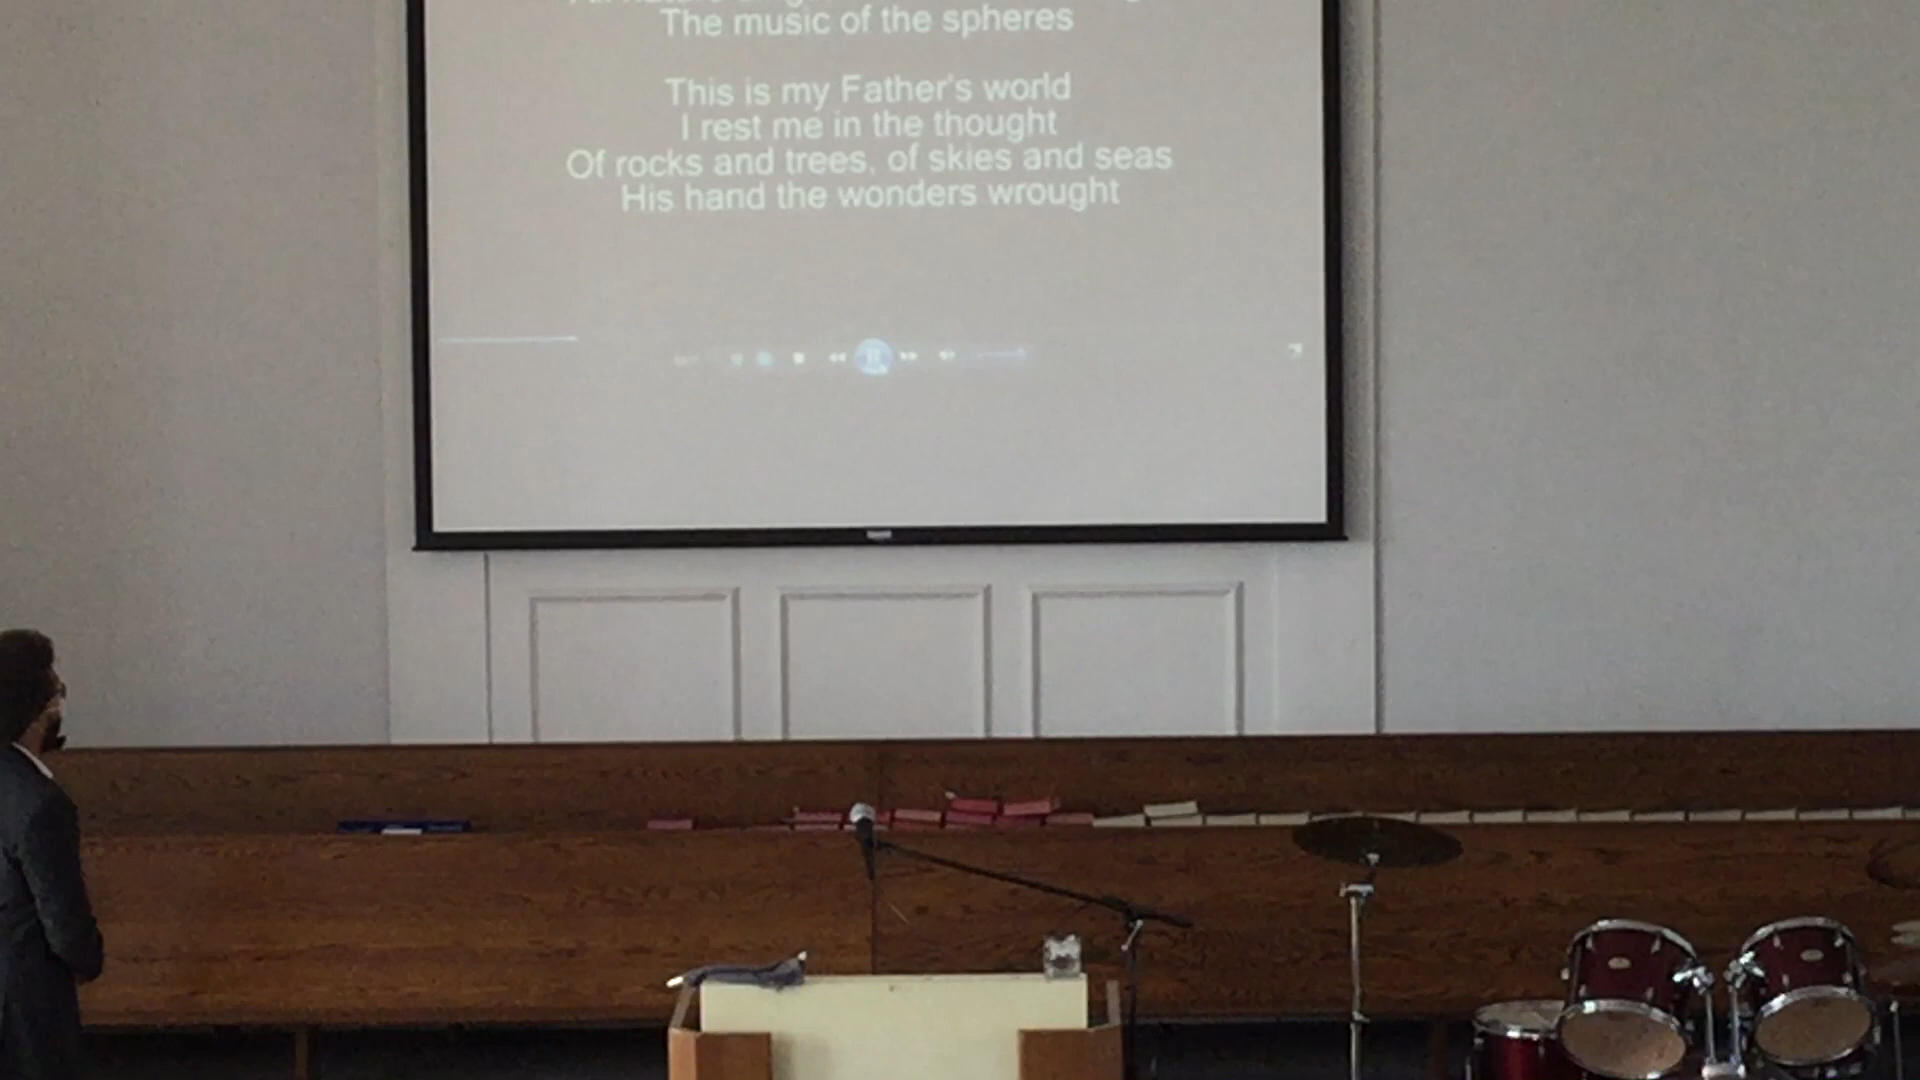 The music of the spheres
This is my Father's world
I rest me in the thought
Of rocks and trees, of skies and seas
His hand the wonders wrought